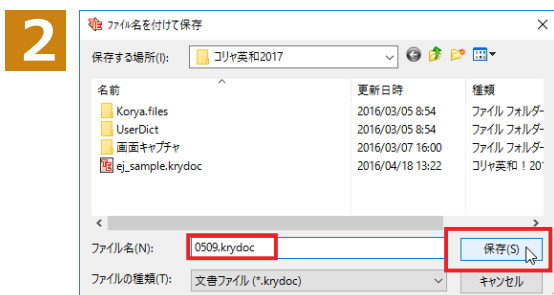 2
ファイル名を付けて保存
保存する場所(I):
コリャ英和2017
名前
更新日時
種類
Korya.files
2016/03/05 8:54
ファイル フォルダー
UserDict
2016/03/05 8:54
ファイル フォルダー
画面キャプチャ
2016/03/07 16:00
ファイル フォルダー
ej_sample.krydoc
2016/04/18 13:22
コリャ英和！201
ファイル名(N):
0509.krydoc
保存(S)
ファイルの種類(T):
文書ファイル (*.krydoc)
キャンセル